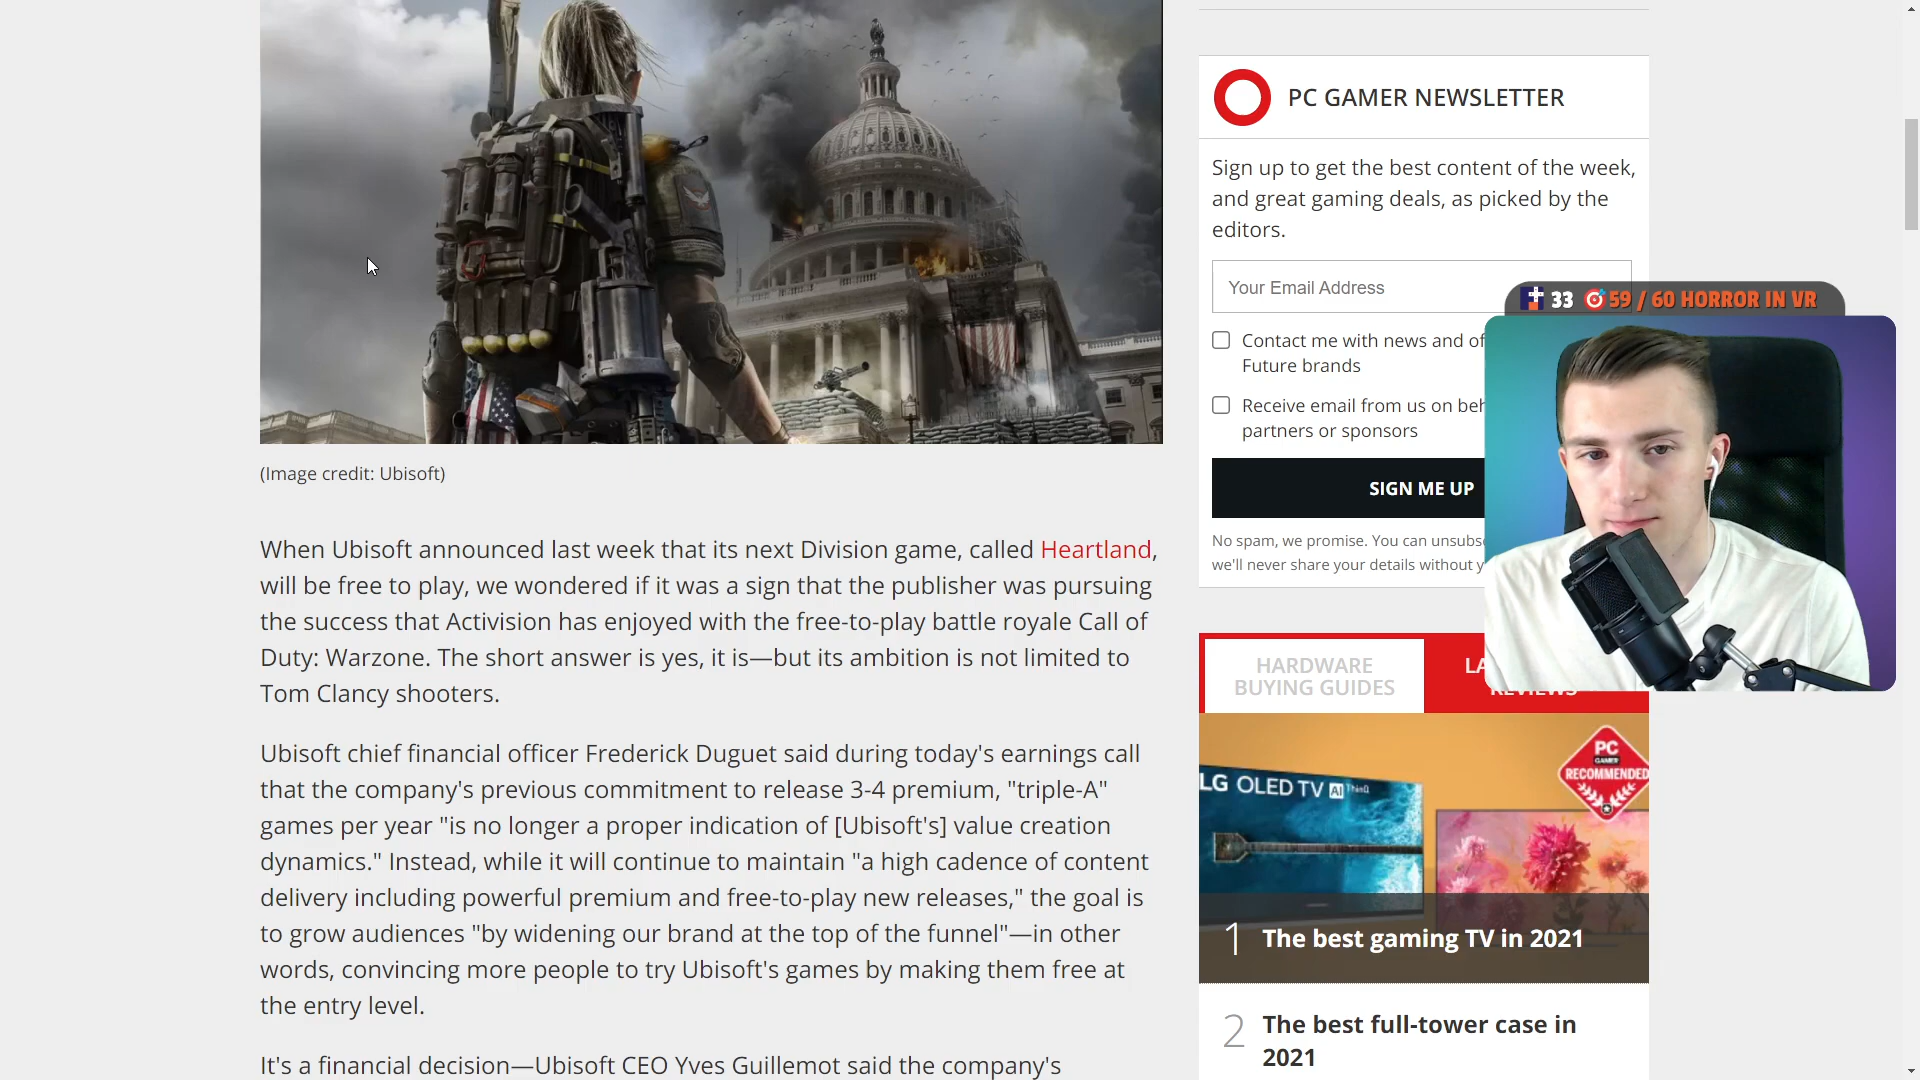 (Image credit: Ubisoft)
When Ubisoft announced last week that its next Division game, called Heartland,
will be free to play, we wondered if it was a sign that the publisher was pursuing
the success that Activision has enjoyed with the free-to-play battle royale Call of
Duty: Warzone. The short answer is yes, it is—but its ambition is not limited to
Tom Clancy shooters.
Ubisoft chief financial officer Frederick Duguet said during today's earnings call
that the company's previous commitment to release 3-4 premium, "triple-A"
games per year "is no longer a proper indication of [Ubisoft's] value creation
dynamics." Instead, while it will continue to maintain "a high cadence of content
delivery including powerful premium and free-to-play new releases," the goal is
to grow audiences "by widening our brand at the top of the funnel"—in other
words, convincing more people to try Ubisoft's games by making them free at
the entry level.
It's a financial decision—Ubisoft CEO Yves Guillemot said the company's
PC GAMER NEWSLETTER
Sign up to get the best content of the week,
and great gaming deals, as picked by the
editors.
Your Email Address
33 59 / 60 HORROR IN VR
Contact me with news and of
Future brands
Receive email from us on beh
partners or sponsors
SIGN ME UP
No spam, we promise. You can unsubs
we'll never share your details without y
HARDWARE
BUYING GUIDES
LA
REVIEWS
PC
GAMER
RECOMMENDED
LG OLED TV AI ThinQ
1 The best gaming TV in 2021
2 The best full-tower case in
2021